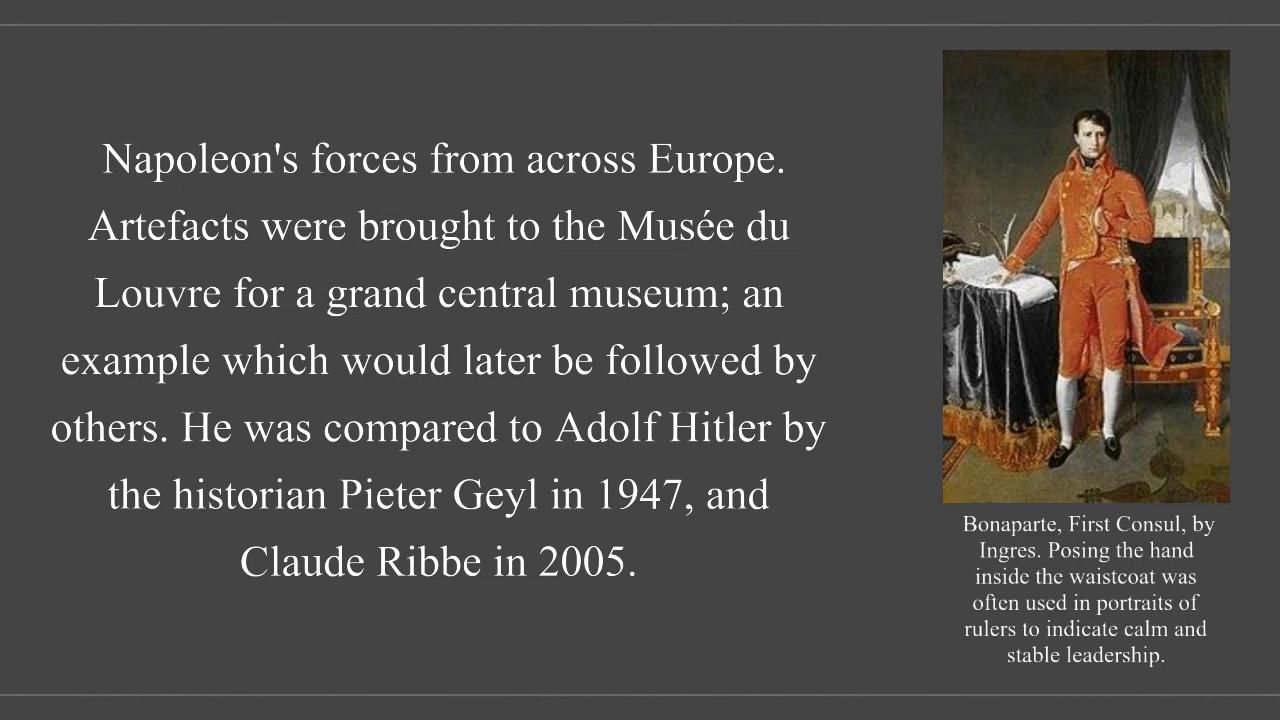 Napoleon's forces from across Europe.
Artefacts were brought to the Musée du
Louvre for a grand central museum; an
example which would later be followed by
others. He was compared to Adolf Hitler by
the historian Pieter Geyl in 1947, and
Claude Ribbe in 2005.
Bonaparte, First Consul, by
Ingres. Posing the hand
inside the waistcoat was
often used in portraits of
rulers to indicate calm and
stable leadership.